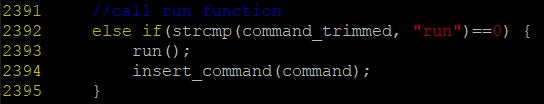 2391 //call run function
2392 else if(strcmp(command_trimmed, "run")==0) {
2393 run();
2394 insert_command(command);
2395 }